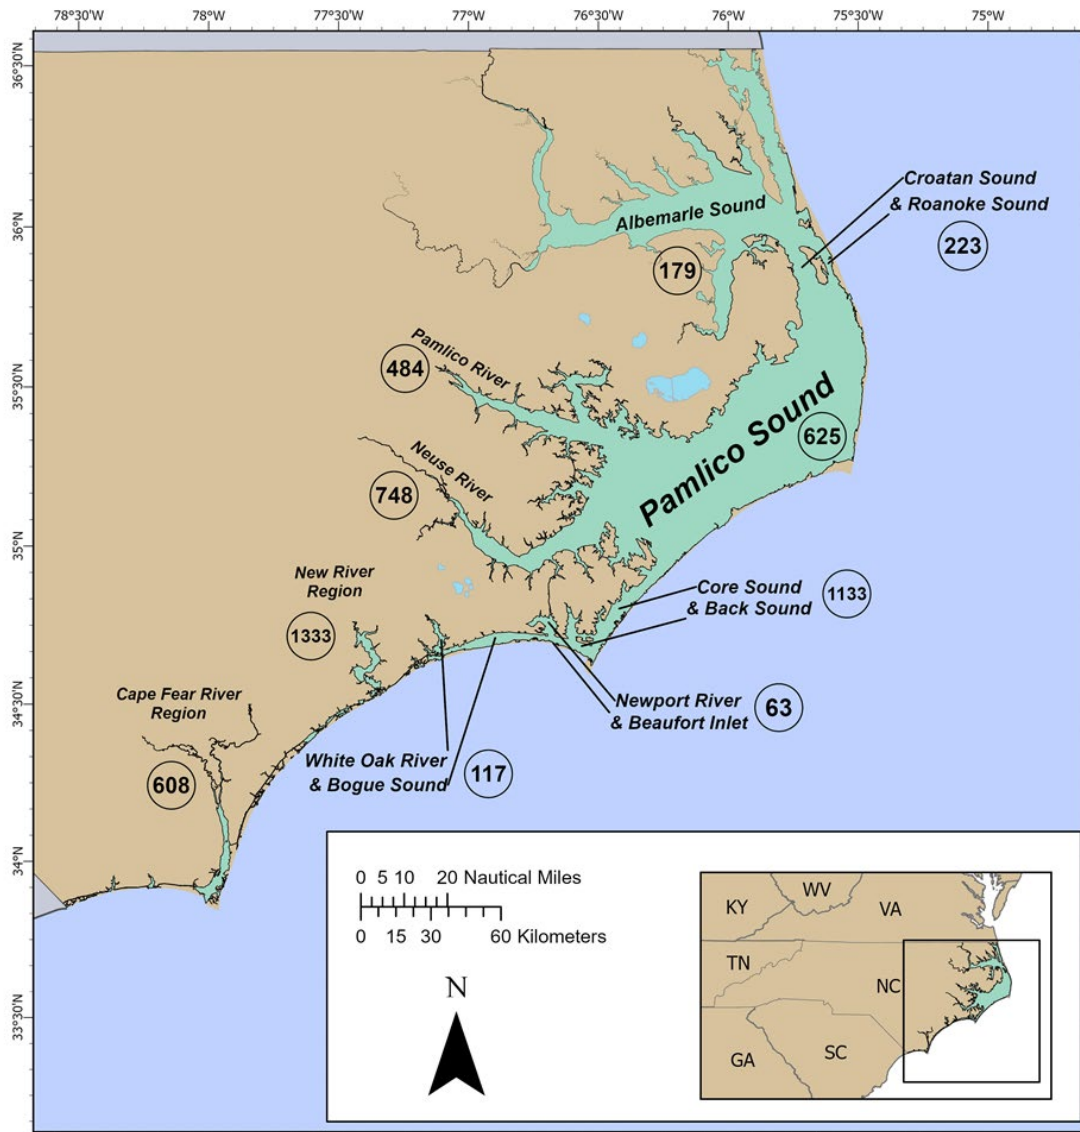 78°30'W
78°W
77°30'W
77°W
76°30'W
76°W
75°30'W
75°W
36°30'N
36°N
35°30'N
35°N
34°30'N
34°N
33°30'N
Croatan Sound
& Roanoke Sound
223
Albemarle Sound
179
Pamlico River
484
Pamlico Sound
625
Neuse River
748
New River
Region
1333
Core Sound
& Back Sound
1133
Cape Fear River
Region
608
Newport River
& Beaufort Inlet
63
White Oak River
& Bogue Sound
117
0 5 10 20 Nautical Miles
0 15 30 60 Kilometers
N
KY
WV
VA
TN
NC
GA
SC